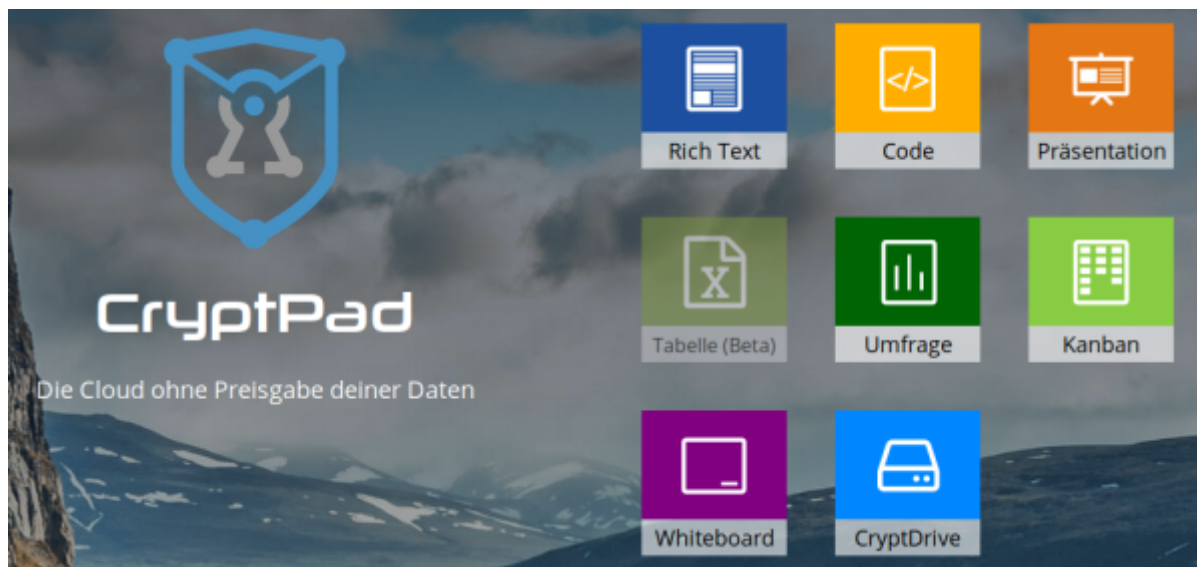 CryptPad
Die Cloud ohne Preisgabe deiner Daten
Rich Text
</>
Code
Präsentation
X
Tabelle (Beta)
Umfrage
Kanban
Whiteboard
CryptDrive